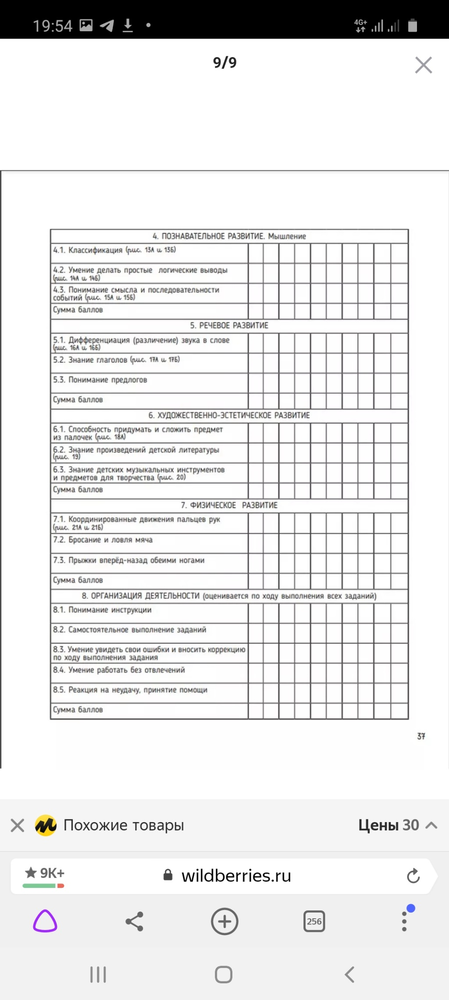 19:54
4G+
9/9
4. ПОЗНАВАТЕЛЬНОЕ РАЗВИТИЕ. Мышление
4.1. Классификация (рис. 13А и 13Б)
4.2. Умение делать простые логические выводы
(рис. 14А и 14Б)
4.3. Понимание смысла и последовательности
событий (рис. 15А и 15Б)
Сумма баллов
5. РЕЧЕВОЕ РАЗВИТИЕ
5.1. Дифференциация (различение) звука в слове
(рис. 16А и 16Б)
5.2. Знание глаголов (рис. 17А и 17Б)
5.3. Понимание предлогов
Сумма баллов
6. ХУДОЖЕСТВЕННО-ЭСТЕТИЧЕСКОЕ РАЗВИТИЕ
6.1. Способность придумать и сложить предмет
из палочек (рис. 18А)
6.2. Знание произведений детской литературы
(рис. 19)
6.3. Знание детских музыкальных инструментов
и предметов для творчества (рис. 20)
Сумма баллов
7. ФИЗИЧЕСКОЕ РАЗВИТИЕ
7.1. Координированные движения пальцев рук
(рис. 21А и 21Б)
7.2. Бросание и ловля мяча
7.3. Прыжки вперёд-назад обеими ногами
Сумма баллов
8. ОРГАНИЗАЦИЯ ДЕЯТЕЛЬНОСТИ (оценивается по ходу выполнения всех заданий)
8.1. Понимание инструкции
8.2. Самостоятельное выполнение заданий
8.3. Умение увидеть свои ошибки и вносить коррекцию
по ходу выполнения задания
8.4. Умение работать без отвлечений
8.5. Реакция на неудачу, принятие помощи
Сумма баллов
37
Похожие товары
Цены 30
9K+
wildberries.ru
256